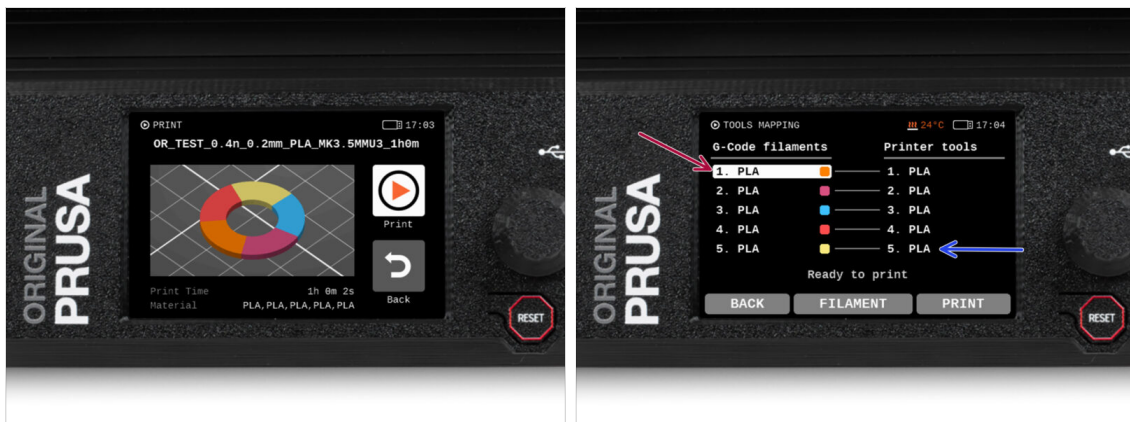 PRINT
17:03
OR_TEST_0.4n_0.2mm_PLA_MK3.5MMU3_1h0m
Print
Back
Print Time 1h 0m 2s
Material PLA,PLA,PLA,PLA,PLA
ORIGINAL
PRUSA
RESET
TOOLS MAPPING
24°C
17:04
G-Code filaments Printer tools
1. PLA 1. PLA
2. PLA 2. PLA
3. PLA 3. PLA
4. PLA 4. PLA
5. PLA 5. PLA
Ready to print
BACK FILAMENT PRINT
ORIGINAL
PRUSA
RESET